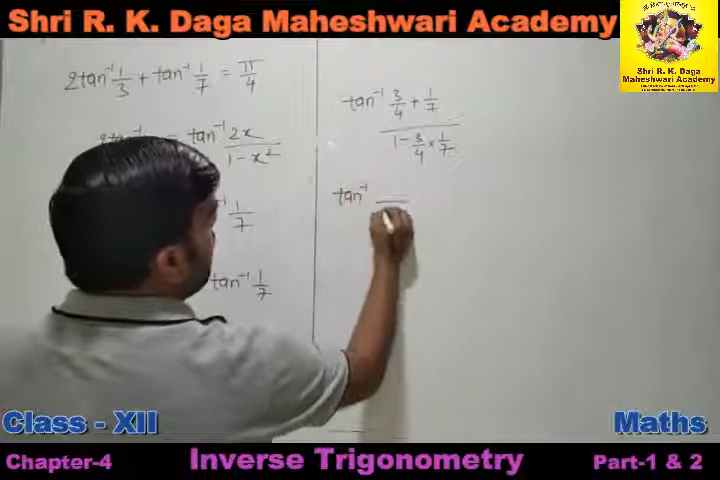 Shri R. K. Daga Maheshwari Academy
Shri R. K. Daga
Maheshwari Academy
2tan⁻¹ 1/3 + tan⁻¹ 1/7 = π/4
= tan⁻¹ 2x/(1-x²)
1/7
tan⁻¹ 1/7
tan⁻¹ (3/4 + 1/7)/(1 - 3/4 × 1/7)
tan⁻¹
Class - XII
Maths
Chapter-4
Inverse Trigonometry
Part-1 & 2